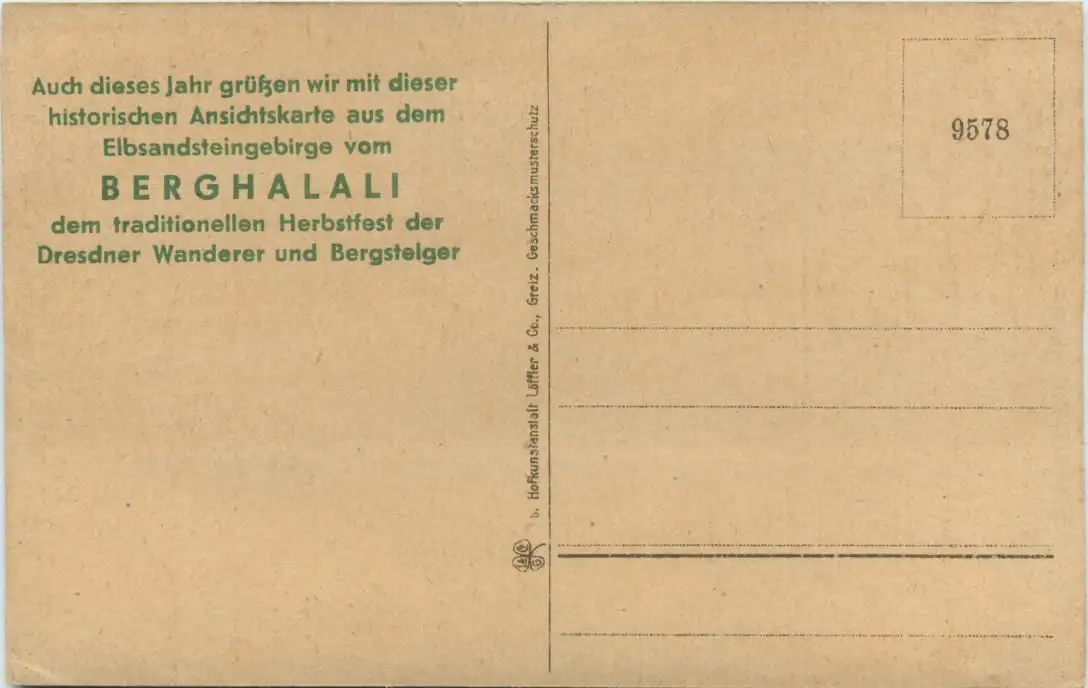 Auch dieses Jahr grüßen wir mit dieser
historischen Ansichtskarte aus dem
Elbsandsteingebirge vom
BERGHALALI
dem traditionellen Herbstfest der
Dresdner Wanderer und Bergsteiger
b. Hofkunstanstalt Löffler & Co., Greiz. Geschmacksmusterschutz
9578